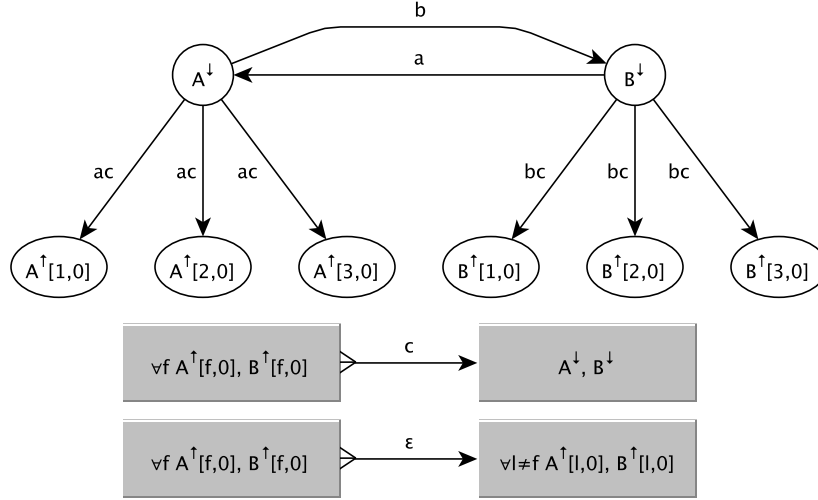 b
A↓
a
B↓
ac
ac
ac
bc
bc
bc
A↑[1,0]
A↑[2,0]
A↑[3,0]
B↑[1,0]
B↑[2,0]
B↑[3,0]
∀f A↑[f,0], B↑[f,0]
c
A↓, B↓
∀f A↑[f,0], B↑[f,0]
ε
∀l≠f A↑[l,0], B↑[l,0]